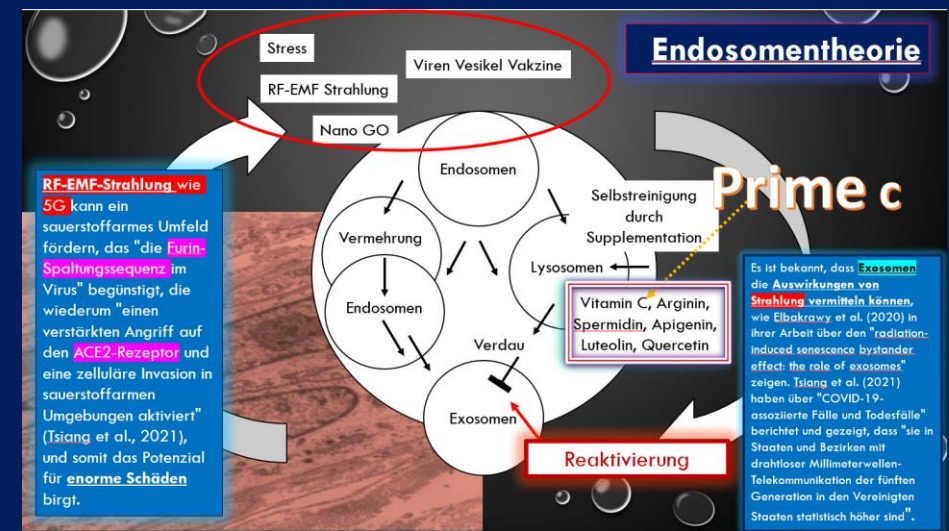 Endosomentheorie
Stress
Viren Vesikel Vakzine
RF-EMF Strahlung
Nano GO
Endosomen
Vermehrung
Endosomen
Selbstreinigung
durch
Supplementation
Lysosomen
Prime c
Vitamin C, Arginin,
Spermidin, Apigenin,
Luteolin, Quercetin
Verdau
Exosomen
Reaktivierung
RF-EMF-Strahlung wie
5G kann ein
sauerstoffarmes Umfeld
fördern, das "die Furin-
Spaltungssequenz im
Virus" begünstigt, die
wiederum "einen
verstärkten Angriff auf
den ACE2-Rezeptor und
eine zelluläre Invasion in
sauerstoffarmen
Umgebungen aktiviert"
(Tsiang et al., 2021),
und somit das Potenzial
für enorme Schäden
birgt.
Es ist bekannt, dass Exosomen
die Auswirkungen von
Strahlung vermitteln können,
wie Elbakrawy et al. (2020) in
ihrer Arbeit über den "radiation-
induced senescence bystander
effect: the role of exosomes"
zeigen. Tsiang et al. (2021)
haben über "COVID-19-
assoziierte Fälle und Todesfälle"
berichtet und gezeigt, dass "sie in
Staaten und Bezirken mit
drahtloser Millimeterwellen-
Telekommunikation der fünften
Generation in den Vereinigten
Staaten statistisch höher sind".